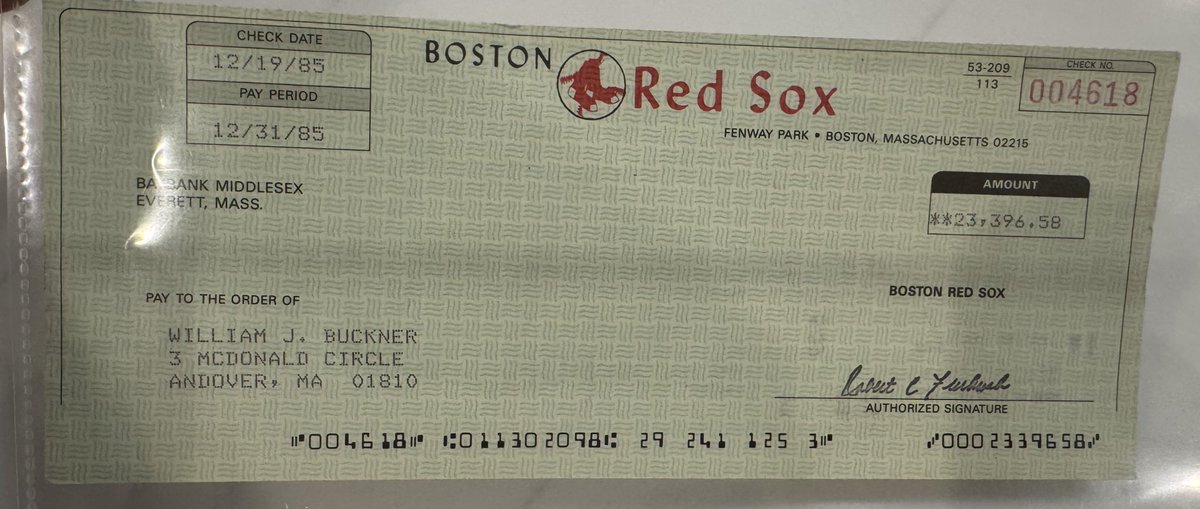 CHECK DATE
12/19/85
PAY PERIOD
12/31/85
BOSTON Red Sox
FENWAY PARK • BOSTON, MASSACHUSETTS 02215
53-209
113
CHECK NO.
004618
BANK MIDDLESEX
EVERETT, MASS.
AMOUNT
**23,396.58
PAY TO THE ORDER OF
BOSTON RED SOX
WILLIAM J. BUCKNER
3 MCDONALD CIRCLE
ANDOVER, MA 01810
AUTHORIZED SIGNATURE
⑈004618⑈ ⑆011302098⑆ 29 241 125 3⑈ ⑇0002339658⑇